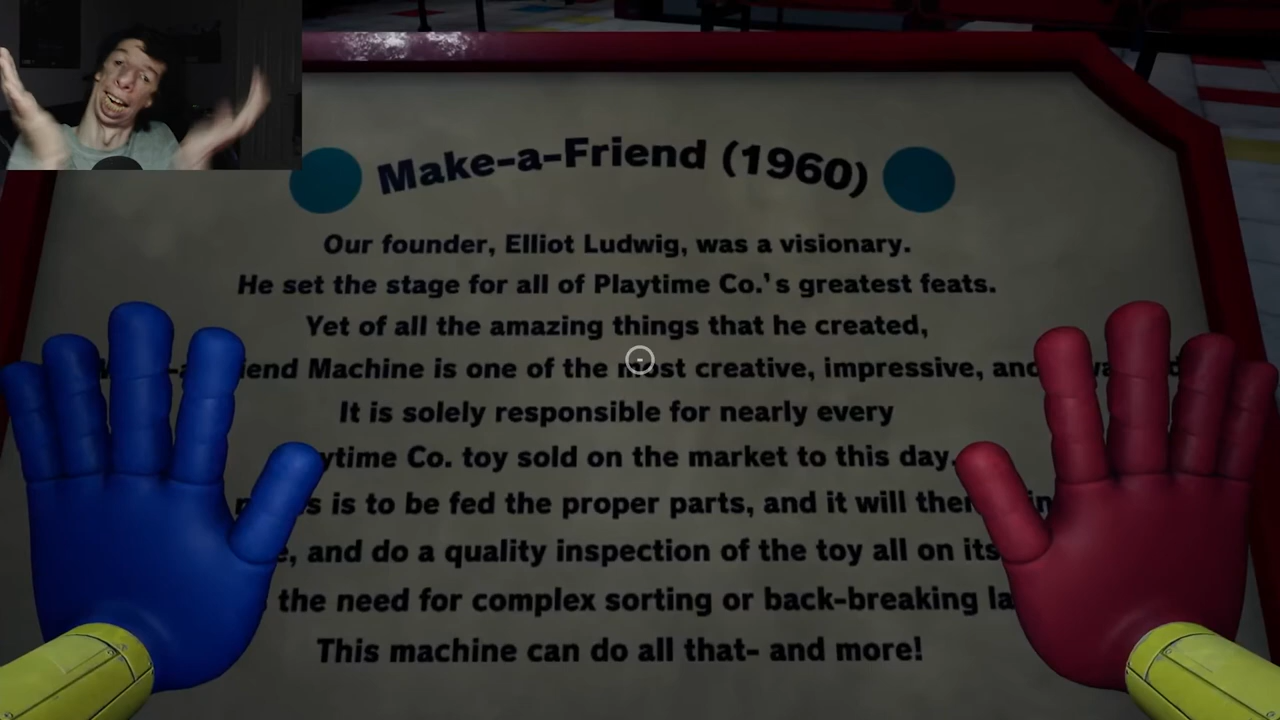 Make-a-Friend (1960)
Our founder, Elliot Ludwig, was a visionary.
He set the stage for all of Playtime Co.'s greatest feats.
Yet of all the amazing things that he created,
Machine is one of the most creative, impressive, and
It is solely responsible for nearly every
Co. toy sold on the market to this day.
is to be fed the proper parts, and it will
and do a quality inspection of the toy all on its
the need for complex sorting or back-breaking
This machine can do all that- and more!